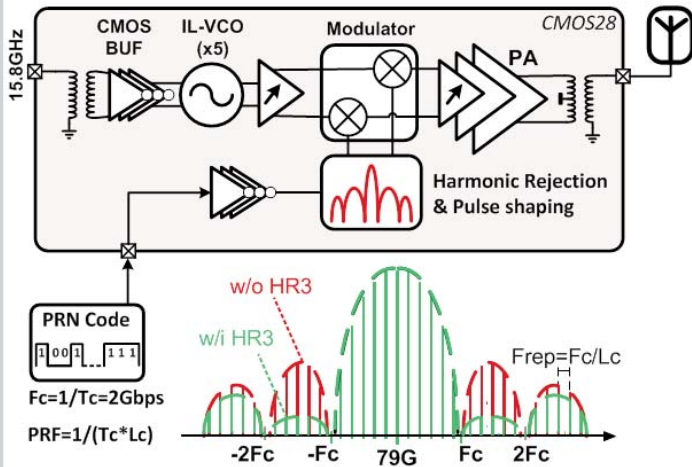 CMOS28
CMOS
BUF
IL-VCO
(x5)
Modulator
PA
15.8GHz
Harmonic Rejection
& Pulse shaping
PRN Code
1 0 0 1 1 1 1
Fc=1/Tc=2Gbps
PRF=1/(Tc*Lc)
w/o HR3
w/i HR3
Frep=Fc/Lc
-2Fc
-Fc
79G
Fc
2Fc